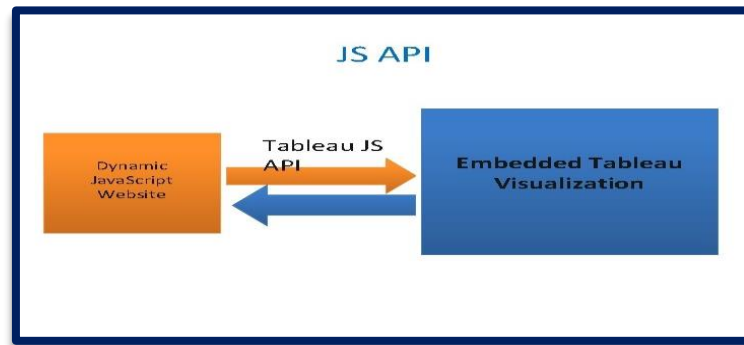 JS API
Dynamic
JavaScript
Website
Tableau JS
API
Embedded Tableau
Visualization